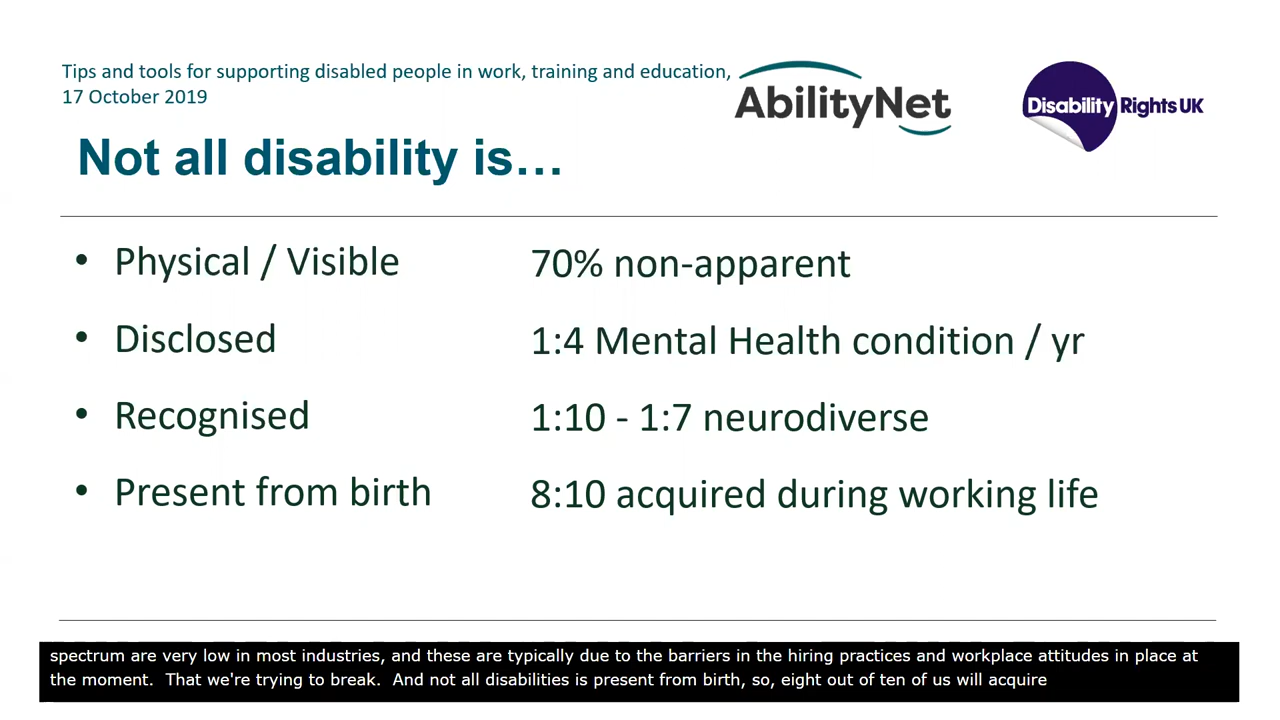 Tips and tools for supporting disabled people in work, training and education,
17 October 2019
AbilityNet
Disability Rights UK
Not all disability is…
• Physical / Visible 70% non-apparent
• Disclosed 1:4 Mental Health condition / yr
• Recognised 1:10 - 1:7 neurodiverse
• Present from birth 8:10 acquired during working life
spectrum are very low in most industries, and these are typically due to the barriers in the hiring practices and workplace attitudes in place at
the moment.  That we're trying to break.  And not all disabilities is present from birth, so, eight out of ten of us will acquire